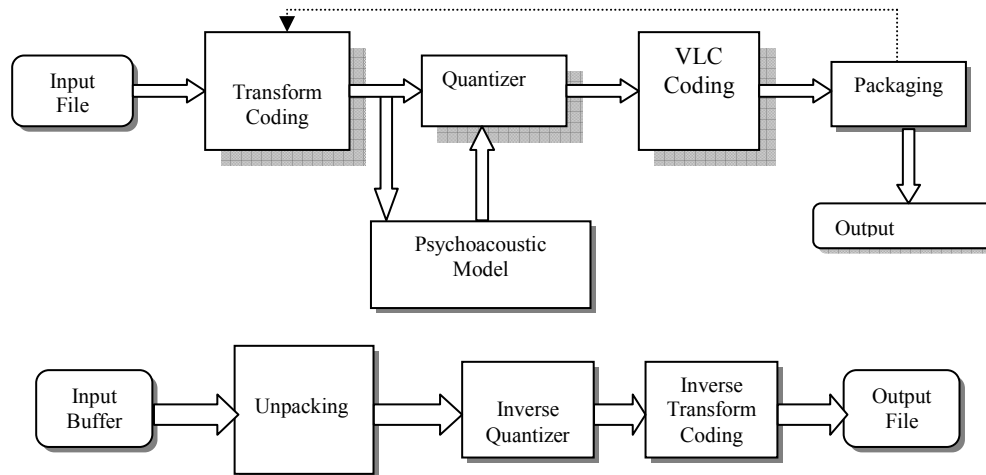 Input
File
Transform
Coding
Quantizer
VLC
Coding
Packaging
Psychoacoustic
Model
Output
Input
Buffer
Unpacking
Inverse
Quantizer
Inverse
Transform
Coding
Output
File